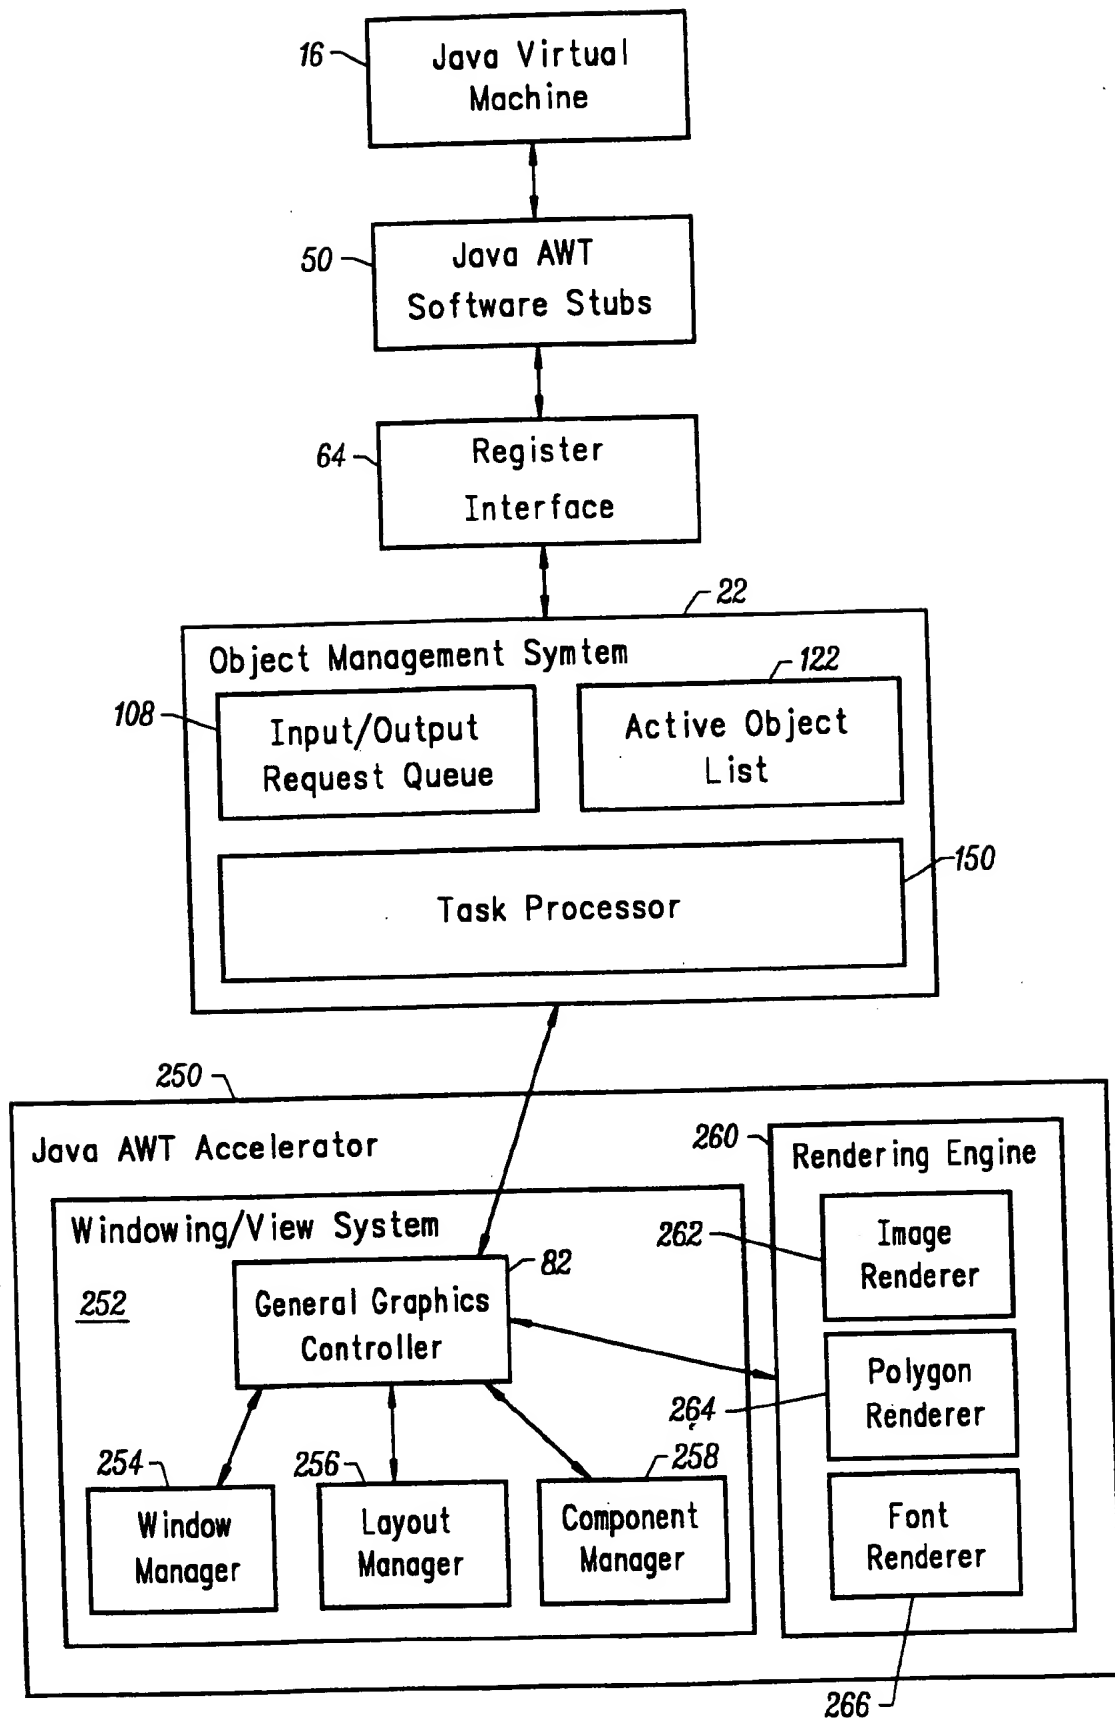 16
Java Virtual
Machine
50
Java AWT
Software Stubs
64
Register
Interface
22
Object Management Symtem
122
108
Input/Output
Request Queue
Active Object
List
150
Task Processor
250
Java AWT Accelerator
260
Rendering Engine
Windowing/View System
252
82
General Graphics
Controller
262
Image
Renderer
264
Polygon
Renderer
254
Window
Manager
256
Layout
Manager
258
Component
Manager
Font
Renderer
266